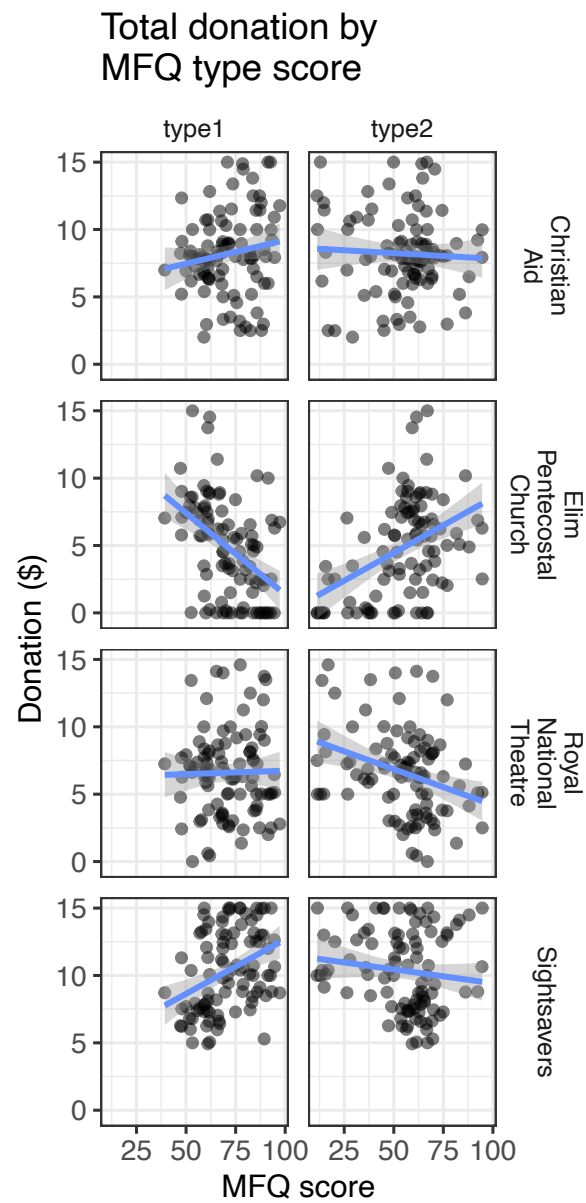 Total donation by
MFQ type score
type1
type2
15
10
5
0
Christian
Aid
15
10
5
0
Elim
Pentecostal
Church
15
10
5
0
Royal
National
Theatre
15
10
5
0
Sightsavers
Donation ($)
25 50 75 100 25 50 75 100
MFQ score